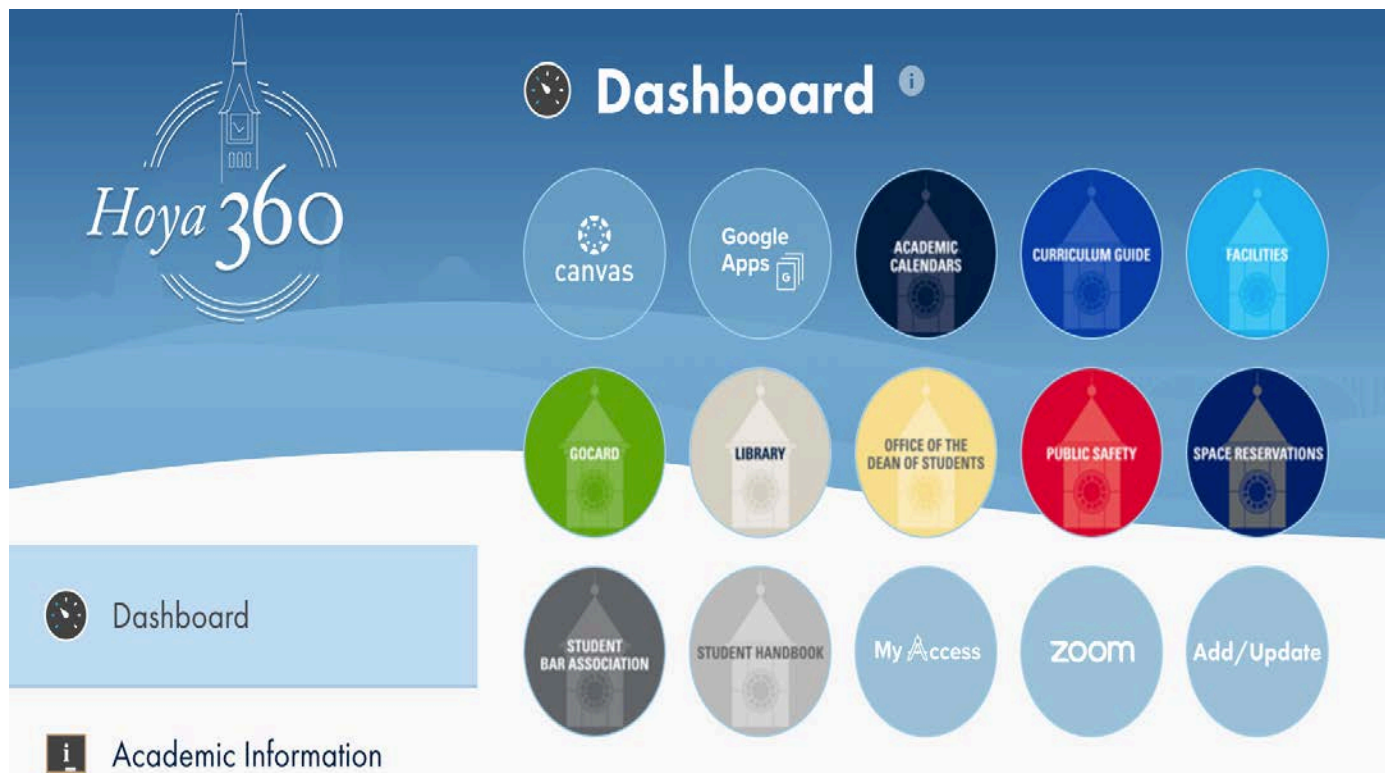 Hoya 360
Dashboard
i
canvas
Google
Apps
G
ACADEMIC
CALENDARS
CURRICULUM GUIDE
FACILITIES
GOCARD
LIBRARY
OFFICE OF THE
DEAN OF STUDENTS
PUBLIC SAFETY
SPACE RESERVATIONS
STUDENT
BAR ASSOCIATION
STUDENT HANDBOOK
My Access
zoom
Add/Update
Dashboard
i
Academic Information